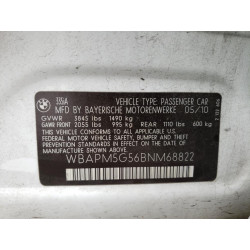 335iA
VEHICLE TYPE: PASSENGER CAR
MFD BY BAYERISCHE MOTORENWERKE 05/10
GVWR 3845 lbs 1490 kg
GAWR FRONT 2055 lbs 995 kg REAR 1110 lbs 600 kg
THIS VEHICLE CONFORMS TO ALL APPLICABLE
FEDERAL MOTOR VEHICLE SAFETY, BUMPER
AND THEFT PREVENTION STANDARDS IN EFFECT
ON THE DATE OF MANUFACTURE SHOWN ABOVE
WBAPM5G56BNM68822